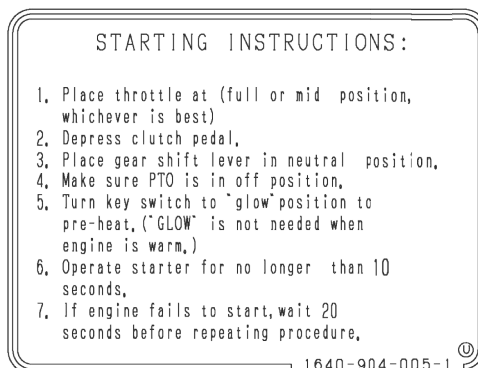 STARTING INSTRUCTIONS:
1. Place throttle at (full or mid position,
whichever is best)
2. Depress clutch pedal.
3. Place gear shift lever in neutral position.
4. Make sure PTO is in off position.
5. Turn key switch to "glow" position to
pre-heat. ("GLOW" is not needed when
engine is warm.)
6. Operate starter for no longer than 10
seconds.
7. If engine fails to start, wait 20
seconds before repeating procedure.
U
1640-904-005-1